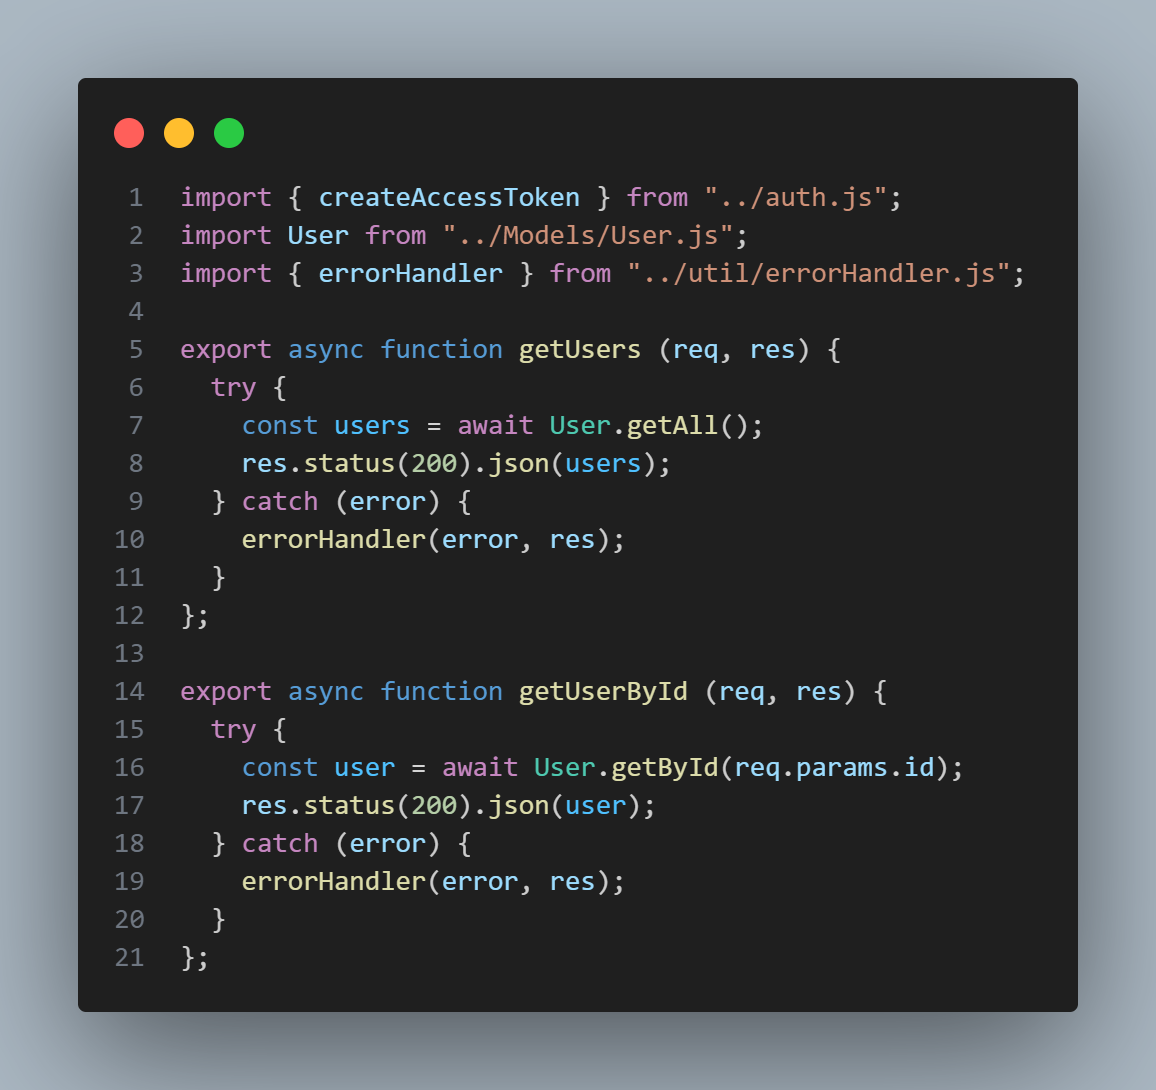 1 import { createAccessToken } from "../auth.js";
2 import User from "../Models/User.js";
3 import { errorHandler } from "../util/errorHandler.js";
4
5 export async function getUsers (req, res) {
6   try {
7     const users = await User.getAll();
8     res.status(200).json(users);
9   } catch (error) {
10     errorHandler(error, res);
11   }
12 };
13
14 export async function getUserById (req, res) {
15   try {
16     const user = await User.getById(req.params.id);
17     res.status(200).json(user);
18   } catch (error) {
19     errorHandler(error, res);
20   }
21 };